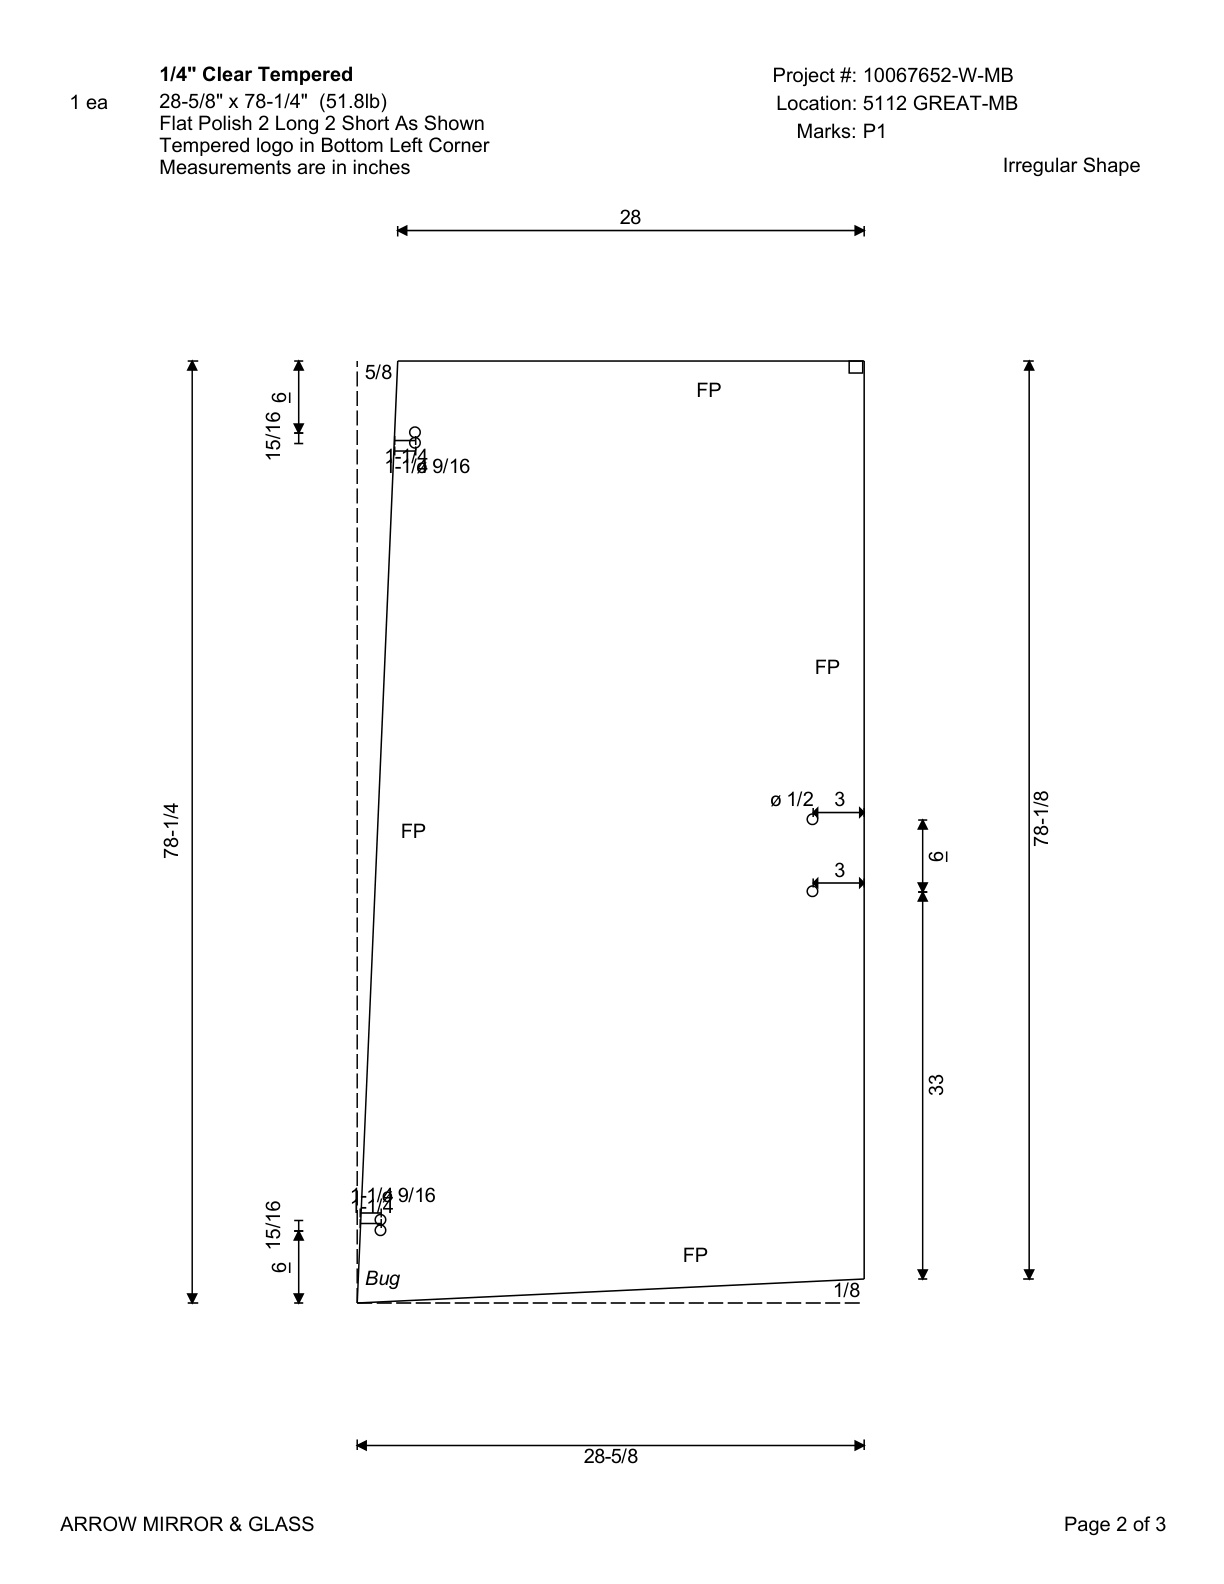 1/4" Clear Tempered
1 ea
28-5/8" x 78-1/4"  (51.8lb)
Flat Polish 2 Long 2 Short As Shown
Tempered logo in Bottom Left Corner
Measurements are in inches
Project #: 10067652-W-MB
Location: 5112 GREAT-MB
Marks: P1
Irregular Shape
28
5/8
FP
6
15/16
1-1/4
1-1/4
ø 9/16
FP
ø 1/2
3
78-1/4
FP
78-1/8
6
3
33
1-1/4
ø 9/16
1-1/4
15/16
6
FP
Bug
1/8
28-5/8
ARROW MIRROR & GLASS
Page 2 of 3